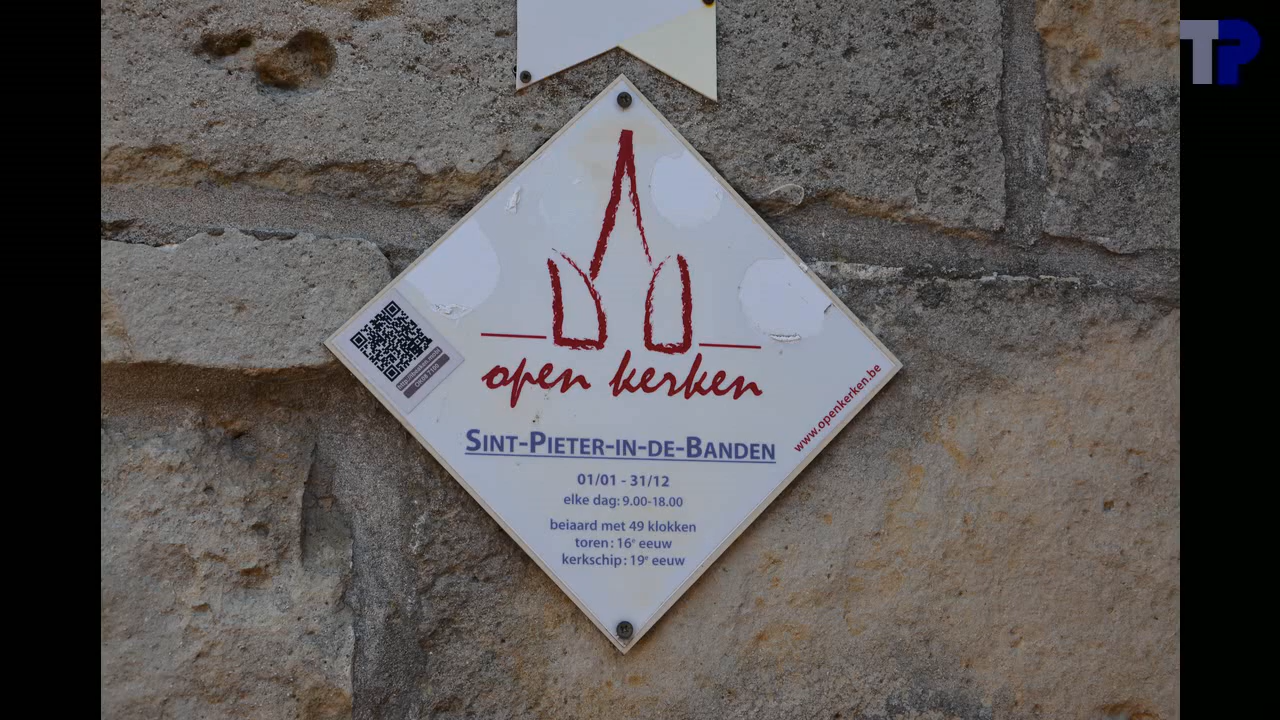 TP
open kerken
www.openkerken.be
SINT-PIETER-IN-DE-BANDEN
01/01 - 31/12
elke dag: 9.00-18.00
beiaard met 49 klokken
toren: 16e eeuw
kerkschip: 19e eeuw